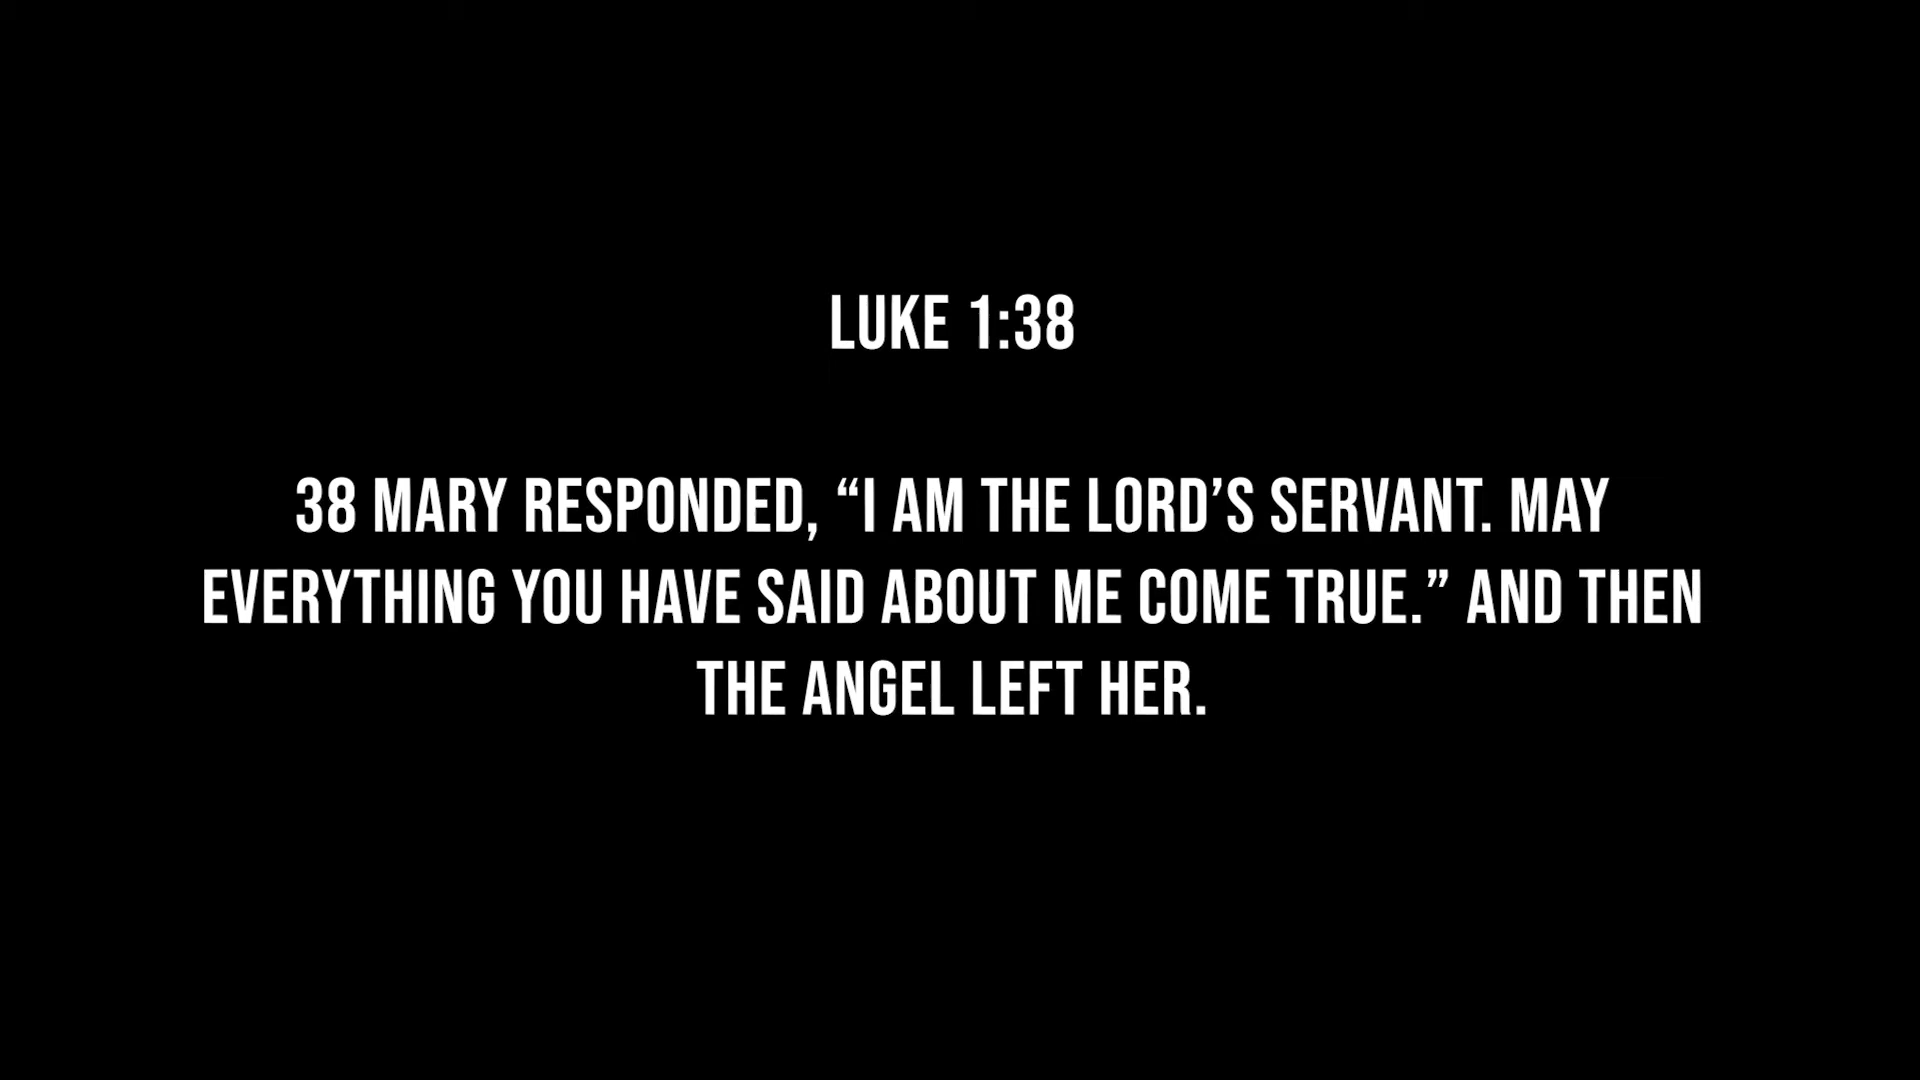 LUKE 1:38
38 MARY RESPONDED, “I AM THE LORD’S SERVANT. MAY
EVERYTHING YOU HAVE SAID ABOUT ME COME TRUE.” AND THEN
THE ANGEL LEFT HER.